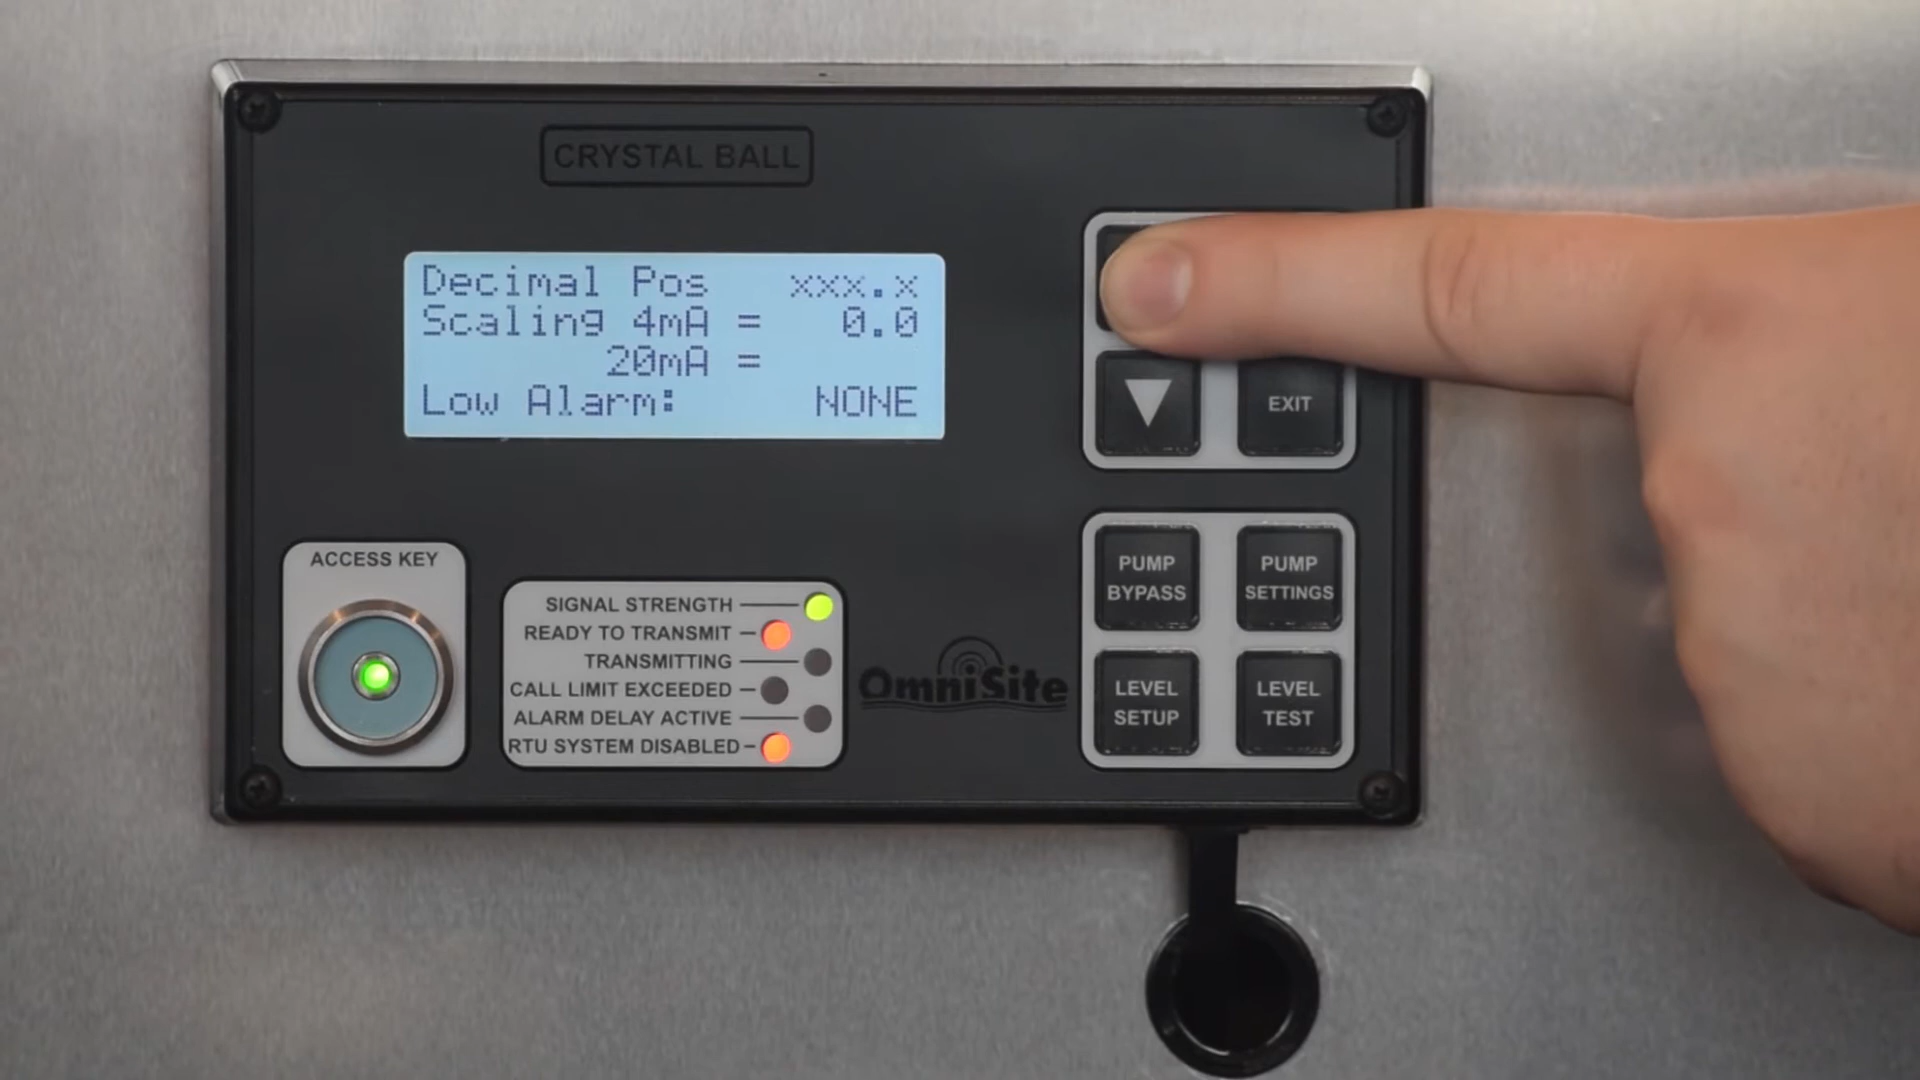 CRYSTAL BALL
Decimal Pos xxx.x
Scaling 4mA = 0.0
20mA =
Low Alarm: NONE
EXIT
ACCESS KEY
SIGNAL STRENGTH
READY TO TRANSMIT
TRANSMITTING
CALL LIMIT EXCEEDED
ALARM DELAY ACTIVE
RTU SYSTEM DISABLED
OmniSite
PUMP
BYPASS
PUMP
SETTINGS
LEVEL
SETUP
LEVEL
TEST